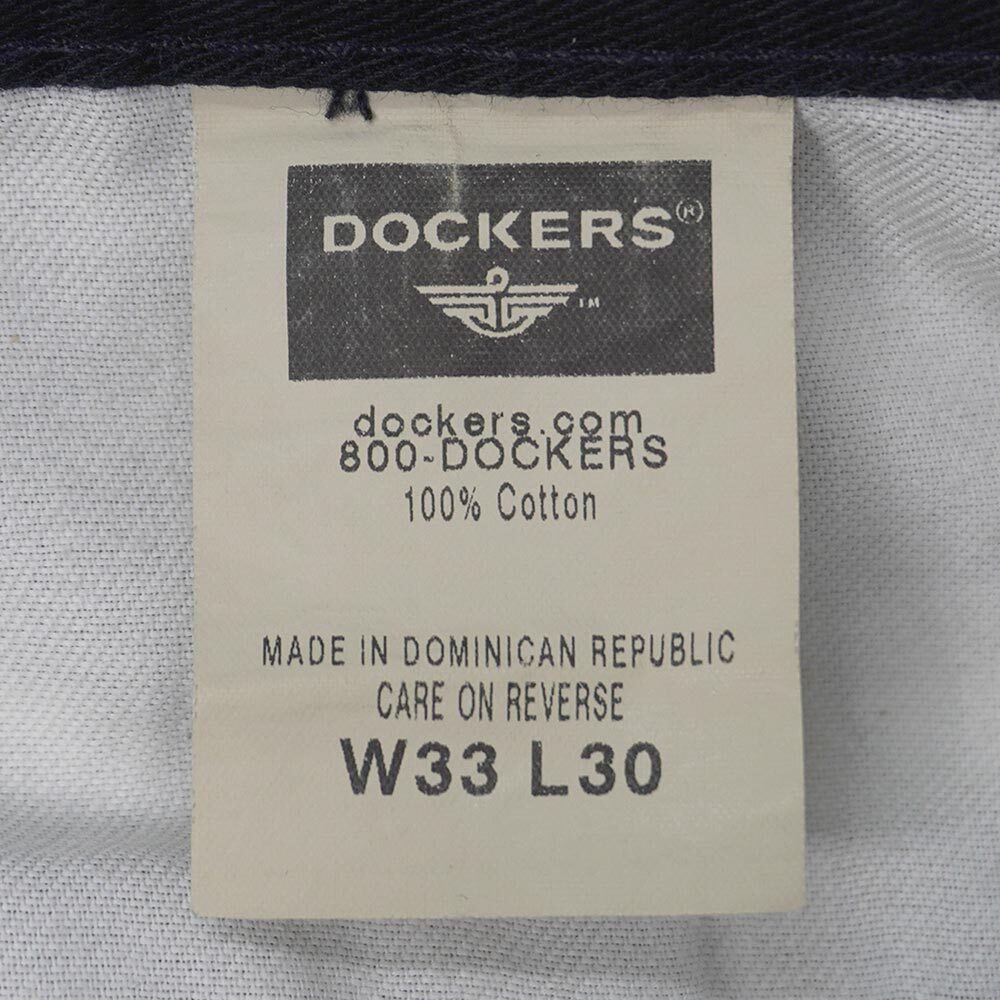 DOCKERS®
TM
dockers.com
800-DOCKERS
100% Cotton
MADE IN DOMINICAN REPUBLIC
CARE ON REVERSE
W33 L30